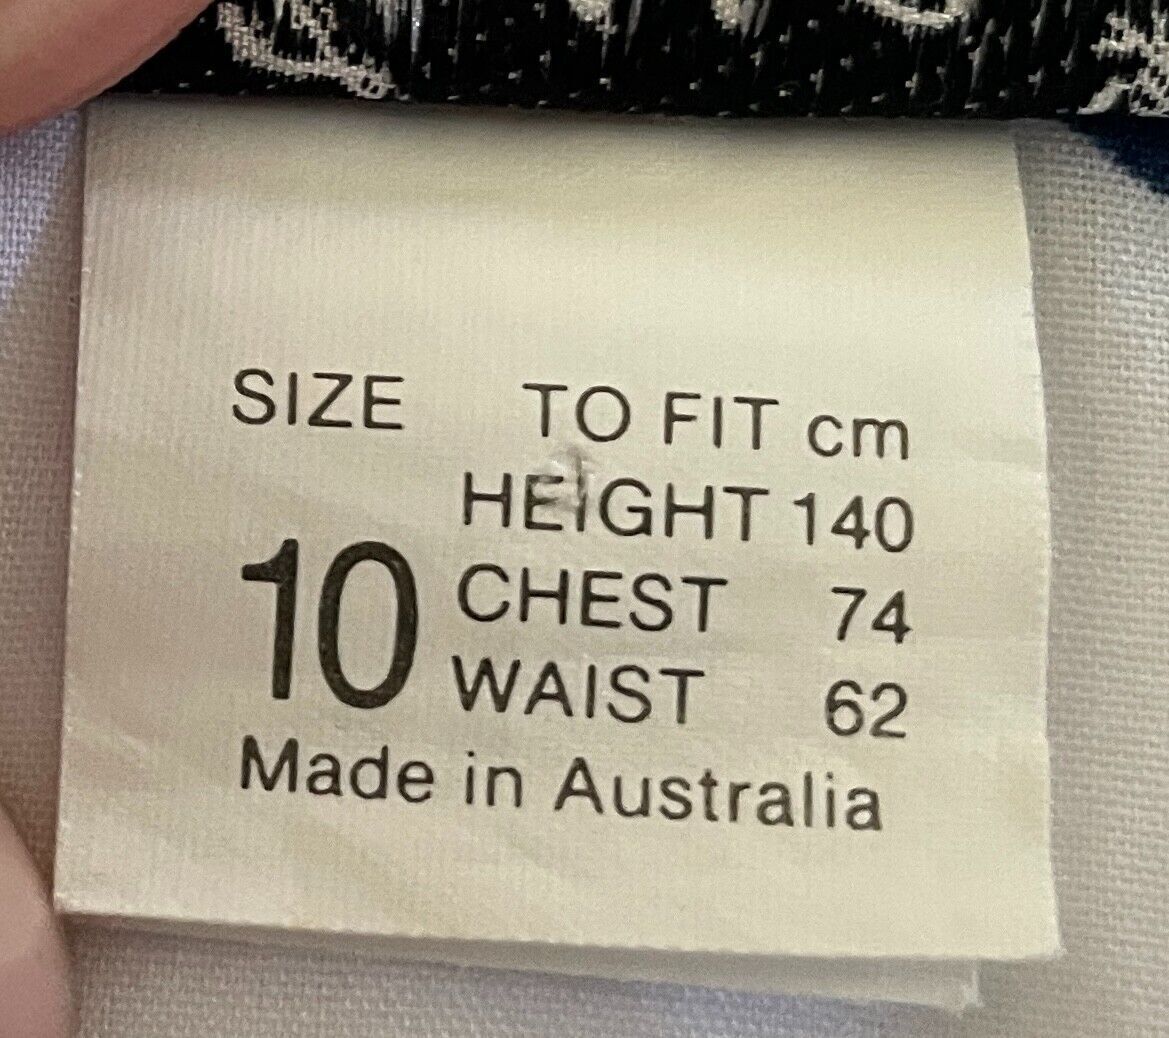 SIZE TO FIT cm
HEIGHT 140
10 CHEST 74
WAIST 62
Made in Australia